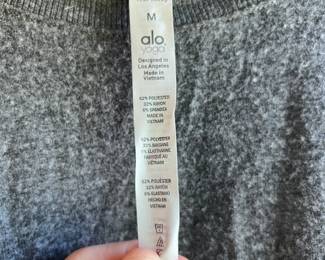 M
alo
yoga
Designed in
Los Angeles
Made in
Vietnam
62% POLYESTER
32% RAYON
6% SPANDEX
MADE IN
VIETNAM
62% POLYESTER
32% RAYONNE
6% ÉLASTHANNE
FABRIQUÉ AU
VIETNAM
62% POLIÉSTER
32% RAYÓN
6% ELASTANO
HECHO EN
VIETNAM